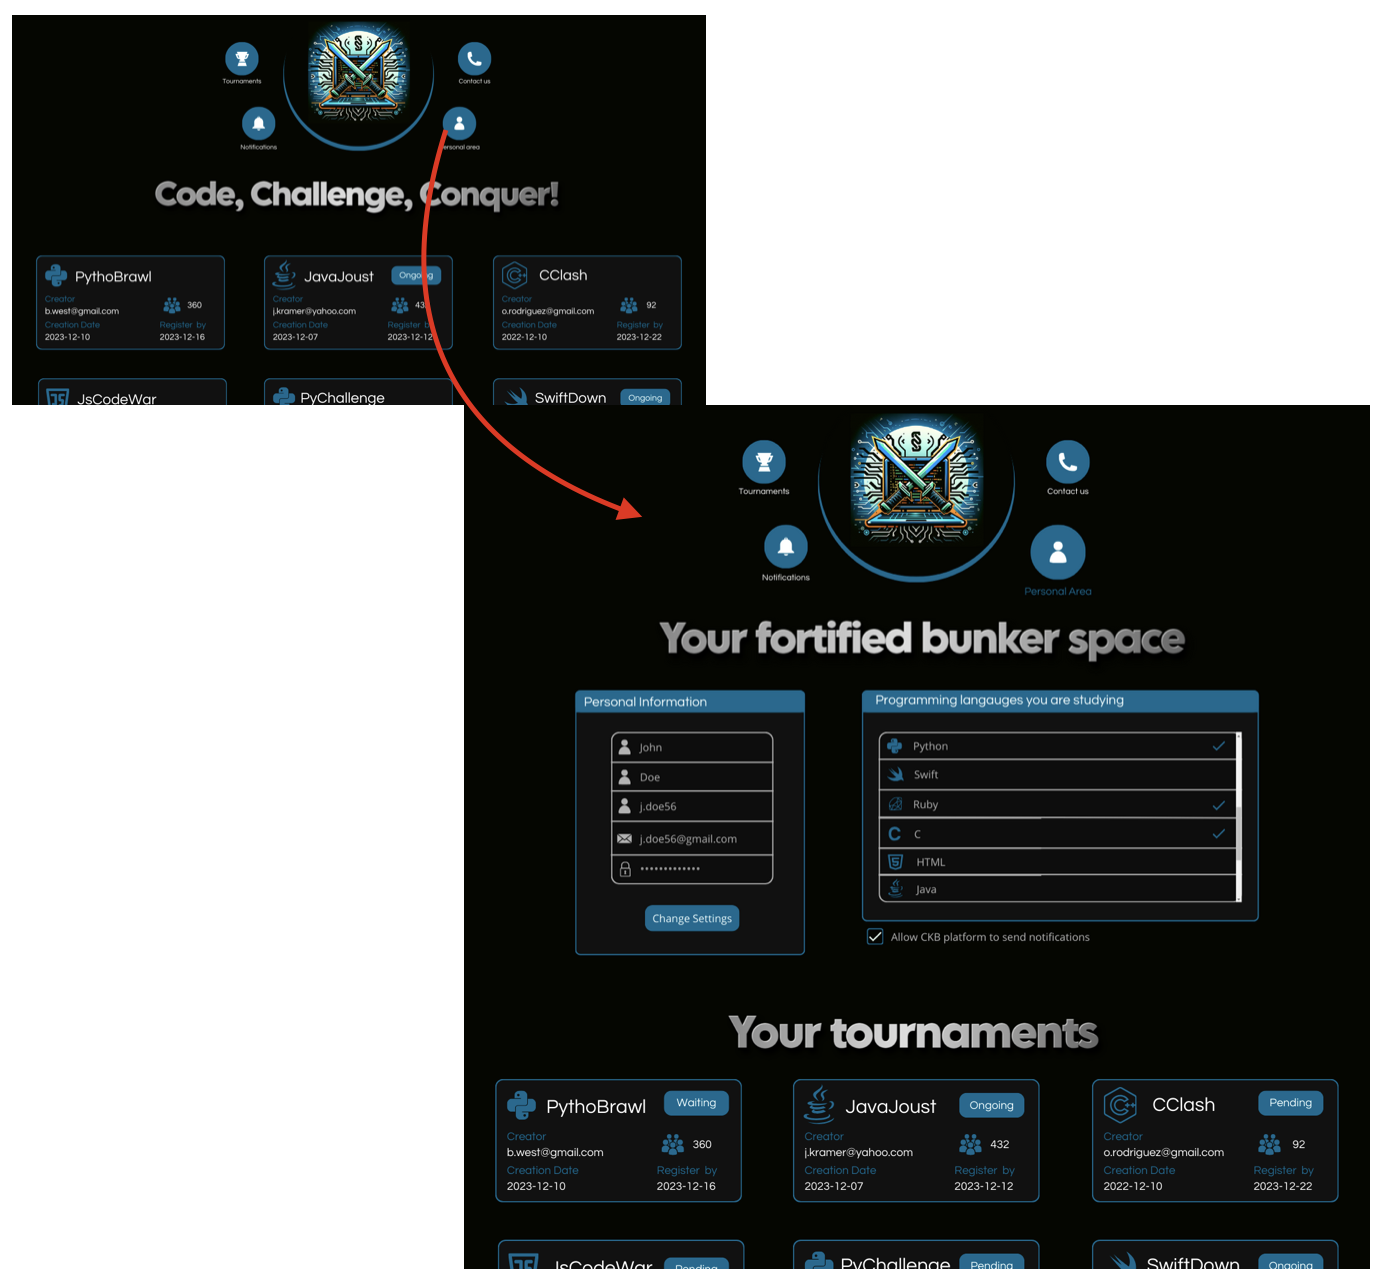 Tournaments
Contact us
Notifications
ersonal area
Code, Challenge, Conquer!
PythoBrawl
Creator
b.west@gmail.com
360
Creation Date
Register by
2023-12-10
2023-12-16
JavaJoust
Ongoing
Creator
j.kramer@yahoo.com
43
Creation Date
Register b
2023-12-07
2023-12-12
CClash
Creator
o.rodriguez@gmail.com
92
Creation Date
Register by
2022-12-10
2023-12-22
JsCodeWar
PyChallenge
SwiftDown
Ongoing
Tournaments
Contact us
Notifications
Personal Area
Your fortified bunker space
Personal Information
John
Doe
j.doe56
j.doe56@gmail.com
•••••••••••••
Change Settings
Programming langauges you are studying
Python
Swift
Ruby
C
HTML
Java
Allow CKB platform to send notifications
Your tournaments
PythoBrawl
Waiting
Creator
b.west@gmail.com
360
Creation Date
Register by
2023-12-10
2023-12-16
JavaJoust
Ongoing
Creator
j.kramer@yahoo.com
432
Creation Date
Register by
2023-12-07
2023-12-12
CClash
Pending
Creator
o.rodriguez@gmail.com
92
Creation Date
Register by
2022-12-10
2023-12-22
JsCodeWar
Pending
PyChallenge
Pending
SwiftDown
Ongoing